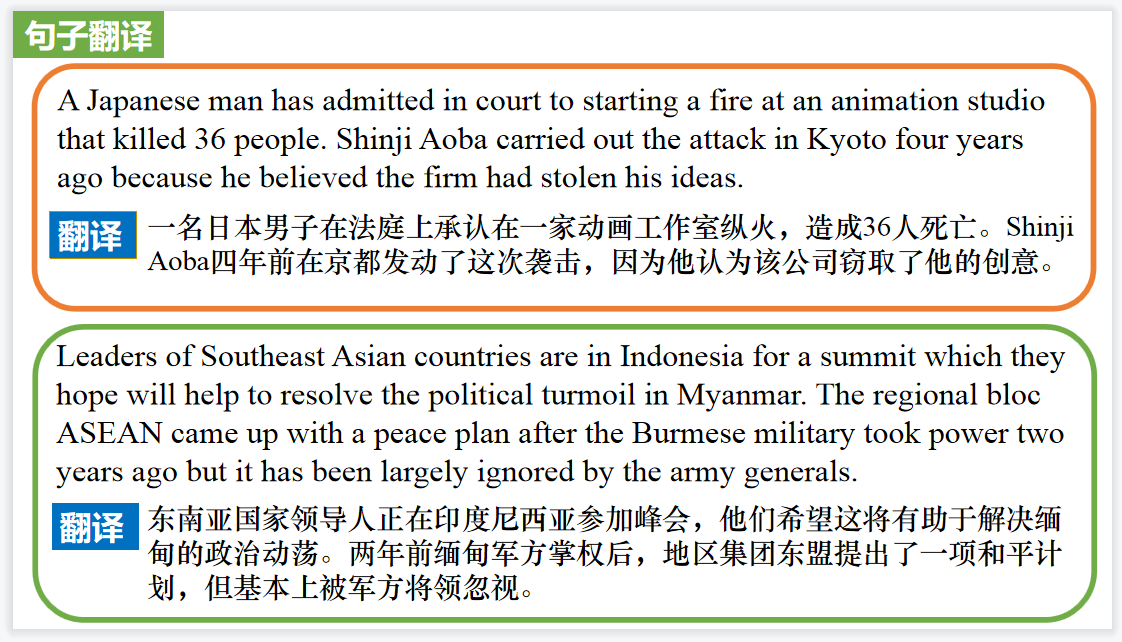 句子翻译
A Japanese man has admitted in court to starting a fire at an animation studio
that killed 36 people. Shinji Aoba carried out the attack in Kyoto four years
ago because he believed the firm had stolen his ideas.
翻译
一名日本男子在法庭上承认在一家动画工作室纵火，造成36人死亡。Shinji
Aoba四年前在京都发动了这次袭击，因为他认为该公司窃取了他的创意。
Leaders of Southeast Asian countries are in Indonesia for a summit which they
hope will help to resolve the political turmoil in Myanmar. The regional bloc
ASEAN came up with a peace plan after the Burmese military took power two
years ago but it has been largely ignored by the army generals.
翻译
东南亚国家领导人正在印度尼西亚参加峰会，他们希望这将有助于解决缅
甸的政治动荡。两年前缅甸军方掌权后，地区集团东盟提出了一项和平计
划，但基本上被军方将领忽视。